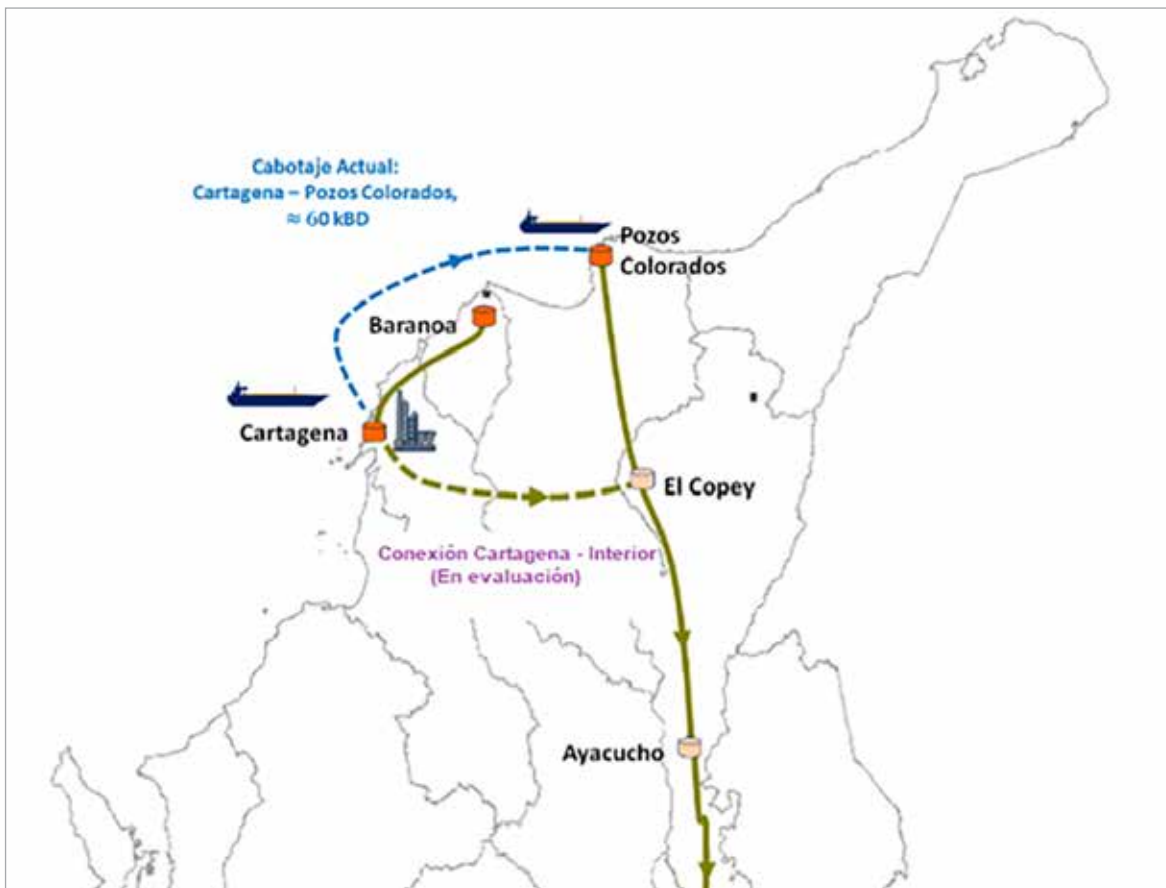 Cabotaje Actual:
Cartagena – Pozos Colorados,
≈ 60 kBD
Pozos
Colorados
Baranoa
Cartagena
El Copey
Conexión Cartagena - Interior
(En evaluación)
Ayacucho